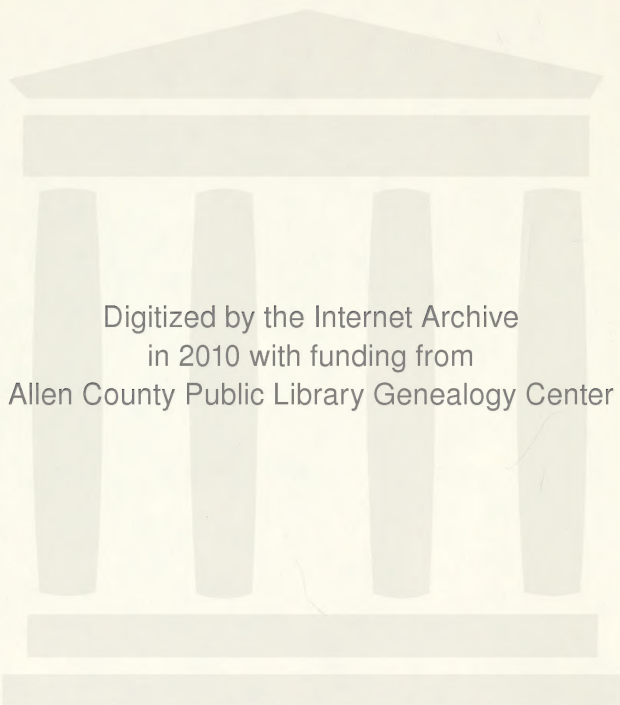 Digitized by the Internet Archive
in 2010 with funding from
Allen County Public Library Genealogy Center